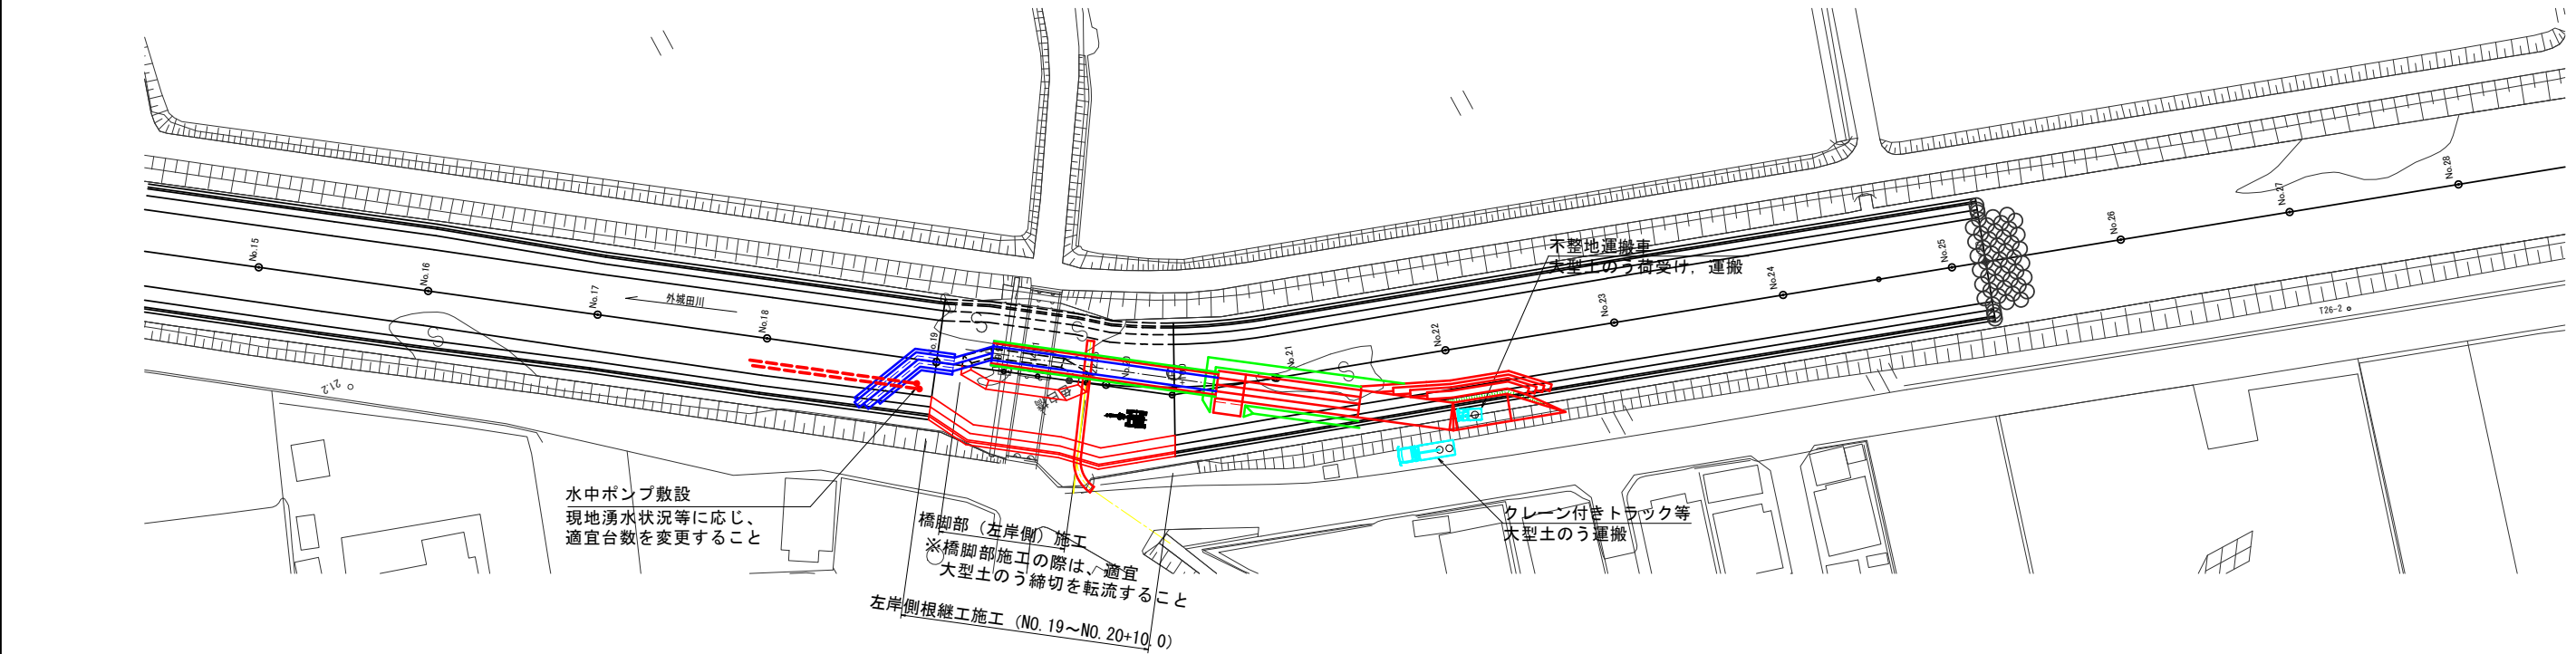 No.15
No.16
No.17
外城田川
No.18
No.19
No.20
No.21
No.22
No.23
No.24
No.25
No.26
No.27
No.28
T26-2
21.2
不整地運搬車
大型土のう荷受け, 運搬
水中ポンプ敷設
現地湧水状況等に応じ、
適宜台数を変更すること
橋脚部（左岸側）施工
※橋脚部施工の際は、適宜
大型土のう締切を転流すること
左岸側根継工施工（NO.19～NO.20+10.0）
クレーン付きトラック等
大型土のう運搬